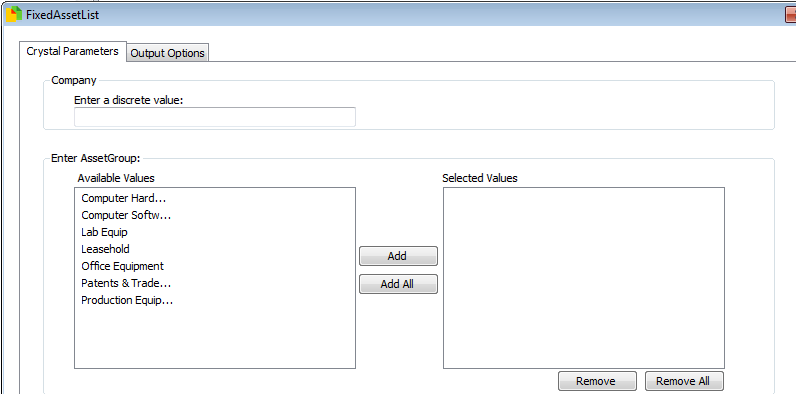 FixedAssetList
Crystal Parameters
Output Options
Company
Enter a discrete value:
Enter AssetGroup:
Available Values
Selected Values
Computer Hard...
Computer Softw...
Lab Equip
Leasehold
Office Equipment
Patents & Trade...
Production Equip...
Add
Add All
Remove
Remove All